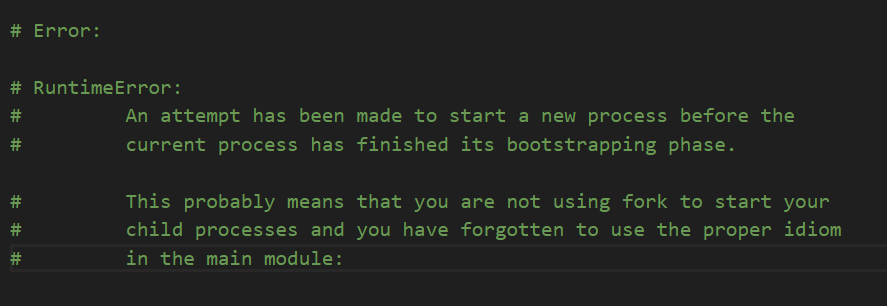 # Error:
# RuntimeError:
# An attempt has been made to start a new process before the
# current process has finished its bootstrapping phase.
# This probably means that you are not using fork to start your
# child processes and you have forgotten to use the proper idiom
# in the main module: